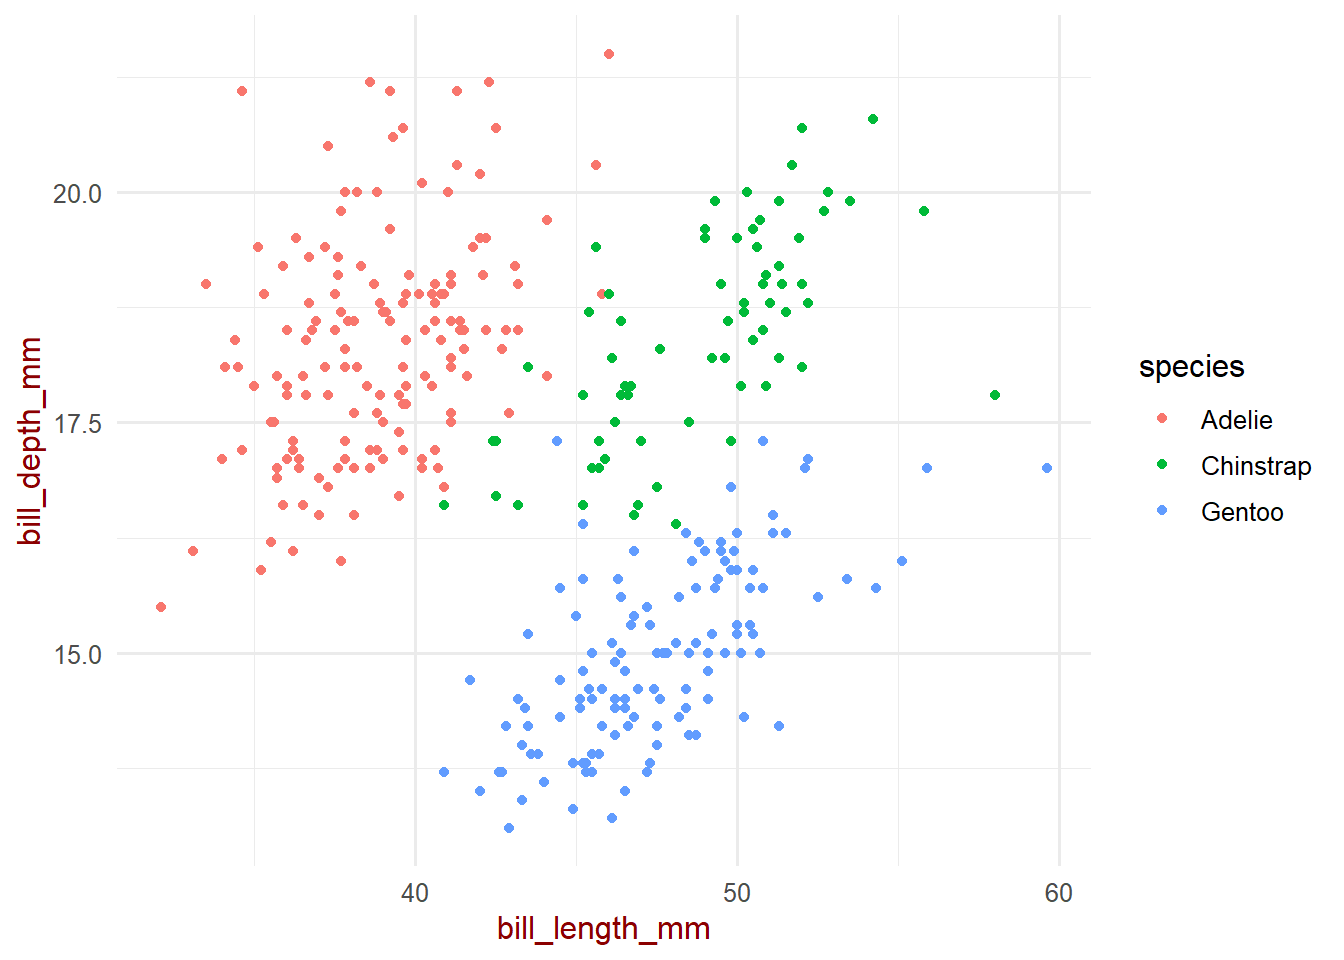 20.0
17.5
15.0
bill_depth_mm
40
50
60
bill_length_mm
species
Adelie
Chinstrap
Gentoo